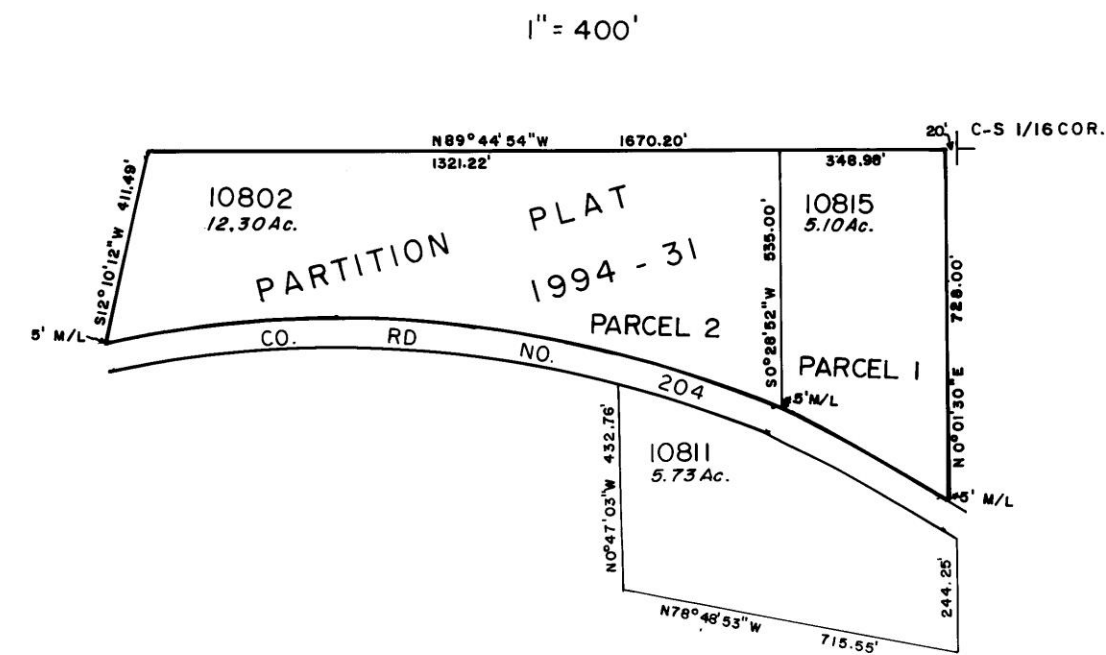 1" = 400'
N89°44'54"W 1670.20'
20' C-S 1/16 COR.
1321.22' 348.98'
S12°10'12"W 411.49'
10802
12.30 Ac.
PARTITION PLAT
1994 - 31
PARCEL 2
S0°28'52"W 535.00'
10815
5.10 Ac.
PARCEL 1
N0°01'30"E 728.00'
5' M/L
CO. RD NO. 204
5' M/L
5' M/L
N0°47'03"W 432.76'
10811
5.73 Ac.
244.25'
N78°48'53"W 715.55'